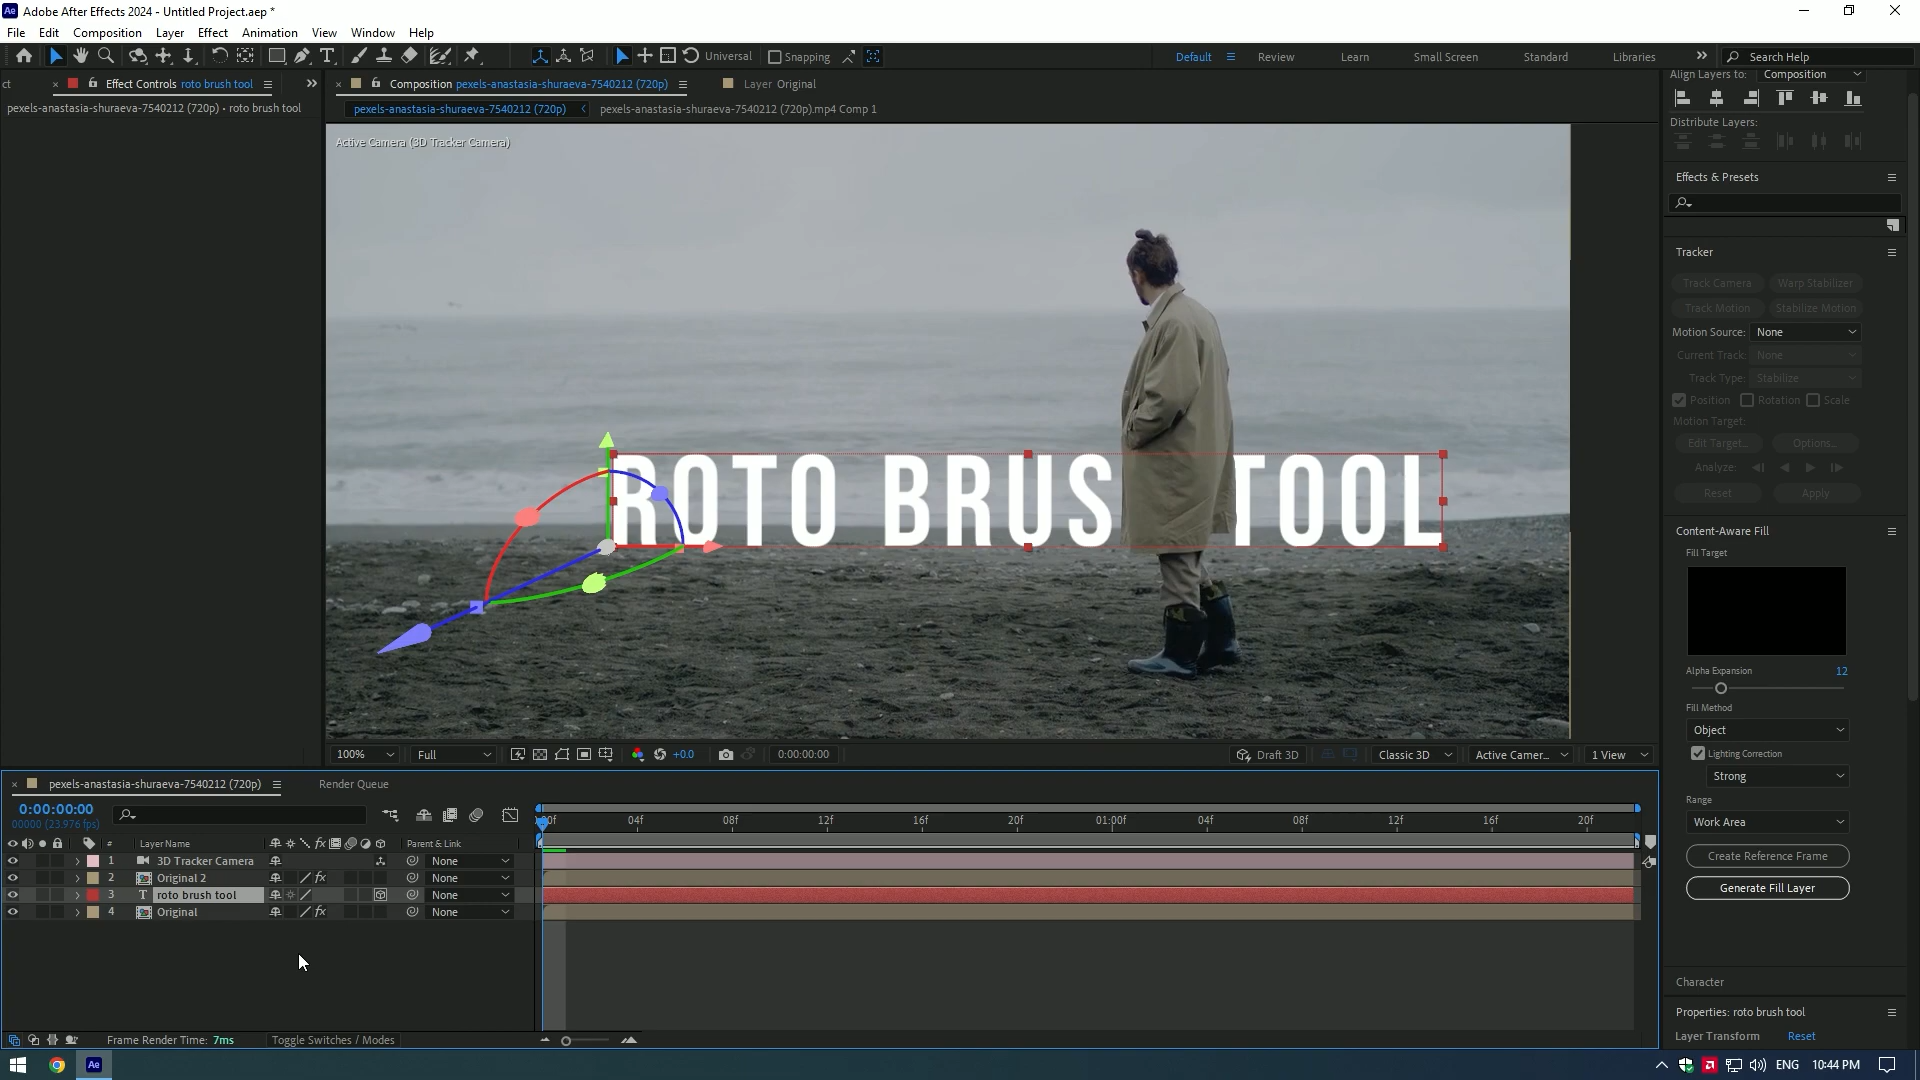 Ae Adobe After Effects 2024 - Untitled Project.aep *
File Edit Composition Layer Effect Animation View Window Help
Universal Snapping Default Review Learn Small Screen Standard Libraries Search Help
ct Effect Controls roto brush tool
pexels-anastasia-shuraeva-7540212 (720p) • roto brush tool
Composition pexels-anastasia-shuraeva-7540212 (720p) Layer Original
pexels-anastasia-shuraeva-7540212 (720p) pexels-anastasia-shuraeva-7540212 (720p).mp4 Comp 1
Active Camera (3D Tracker Camera)
ROTO BRUS TOOL
100% Full +0.0 0:00:00:00 Draft 3D Classic 3D Active Camer... 1 View
Align Layers to: Composition
Distribute Layers:
Effects & Presets
Tracker
Track Camera Warp Stabilizer
Track Motion Stabilize Motion
Motion Source: None
Current Track: None
Track Type: Stabilize
Position Rotation Scale
Motion Target:
Edit Target... Options...
Analyze:
Reset Apply
Content-Aware Fill
Fill Target
Alpha Expansion 12
Fill Method
Object
Lighting Correction
Strong
Range
Work Area
Create Reference Frame
Generate Fill Layer
Character
Properties: roto brush tool
Layer Transform Reset
pexels-anastasia-shuraeva-7540212 (720p) Render Queue
0:00:00:00
00000 (23.976 fps)
:00f 04f 08f 12f 16f 20f 01:00f 04f 08f 12f 16f 20f
# Layer Name fx Parent & Link
1 3D Tracker Camera None
2 Original 2 fx None
3 T roto brush tool None
4 Original fx None
Frame Render Time: 7ms Toggle Switches / Modes
Ae ENG 10:44 PM